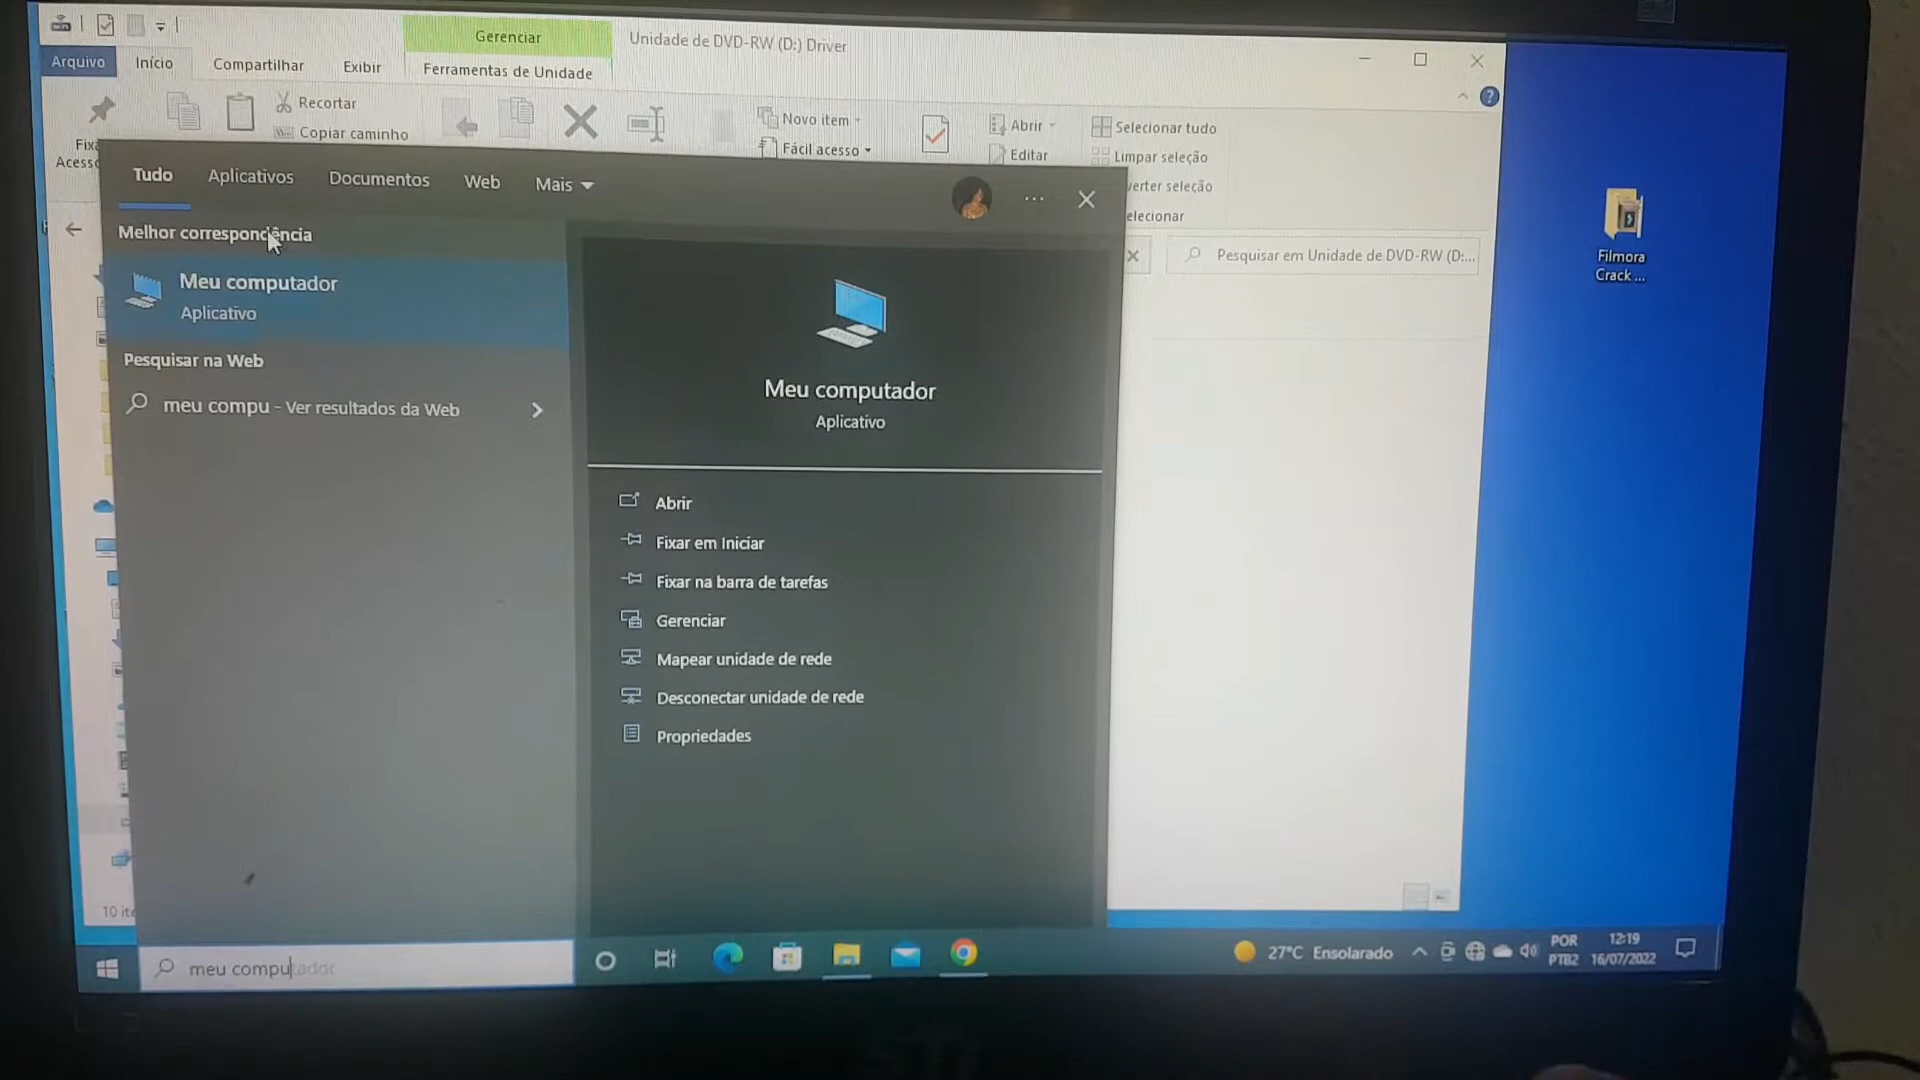 Gerenciar
Unidade de DVD-RW (D:) Driver
Arquivo
Início
Compartilhar
Exibir
Ferramentas de Unidade
Recortar
Copiar caminho
Novo item
Fácil acesso
Abrir
Editar
Selecionar tudo
Limpar seleção
verter seleção
elecionar
Fixa
Acesso
Tudo
Aplicativos
Documentos
Web
Mais
Melhor correspondência
Meu computador
Aplicativo
Pesquisar na Web
meu compu - Ver resultados da Web
Meu computador
Aplicativo
Abrir
Fixar em Iniciar
Fixar na barra de tarefas
Gerenciar
Mapear unidade de rede
Desconectar unidade de rede
Propriedades
Pesquisar em Unidade de DVD-RW (D:...
Filmora
Crack ...
10 ite
meu computador
27°C Ensolarado
POR
PTB2
12:19
16/07/2022